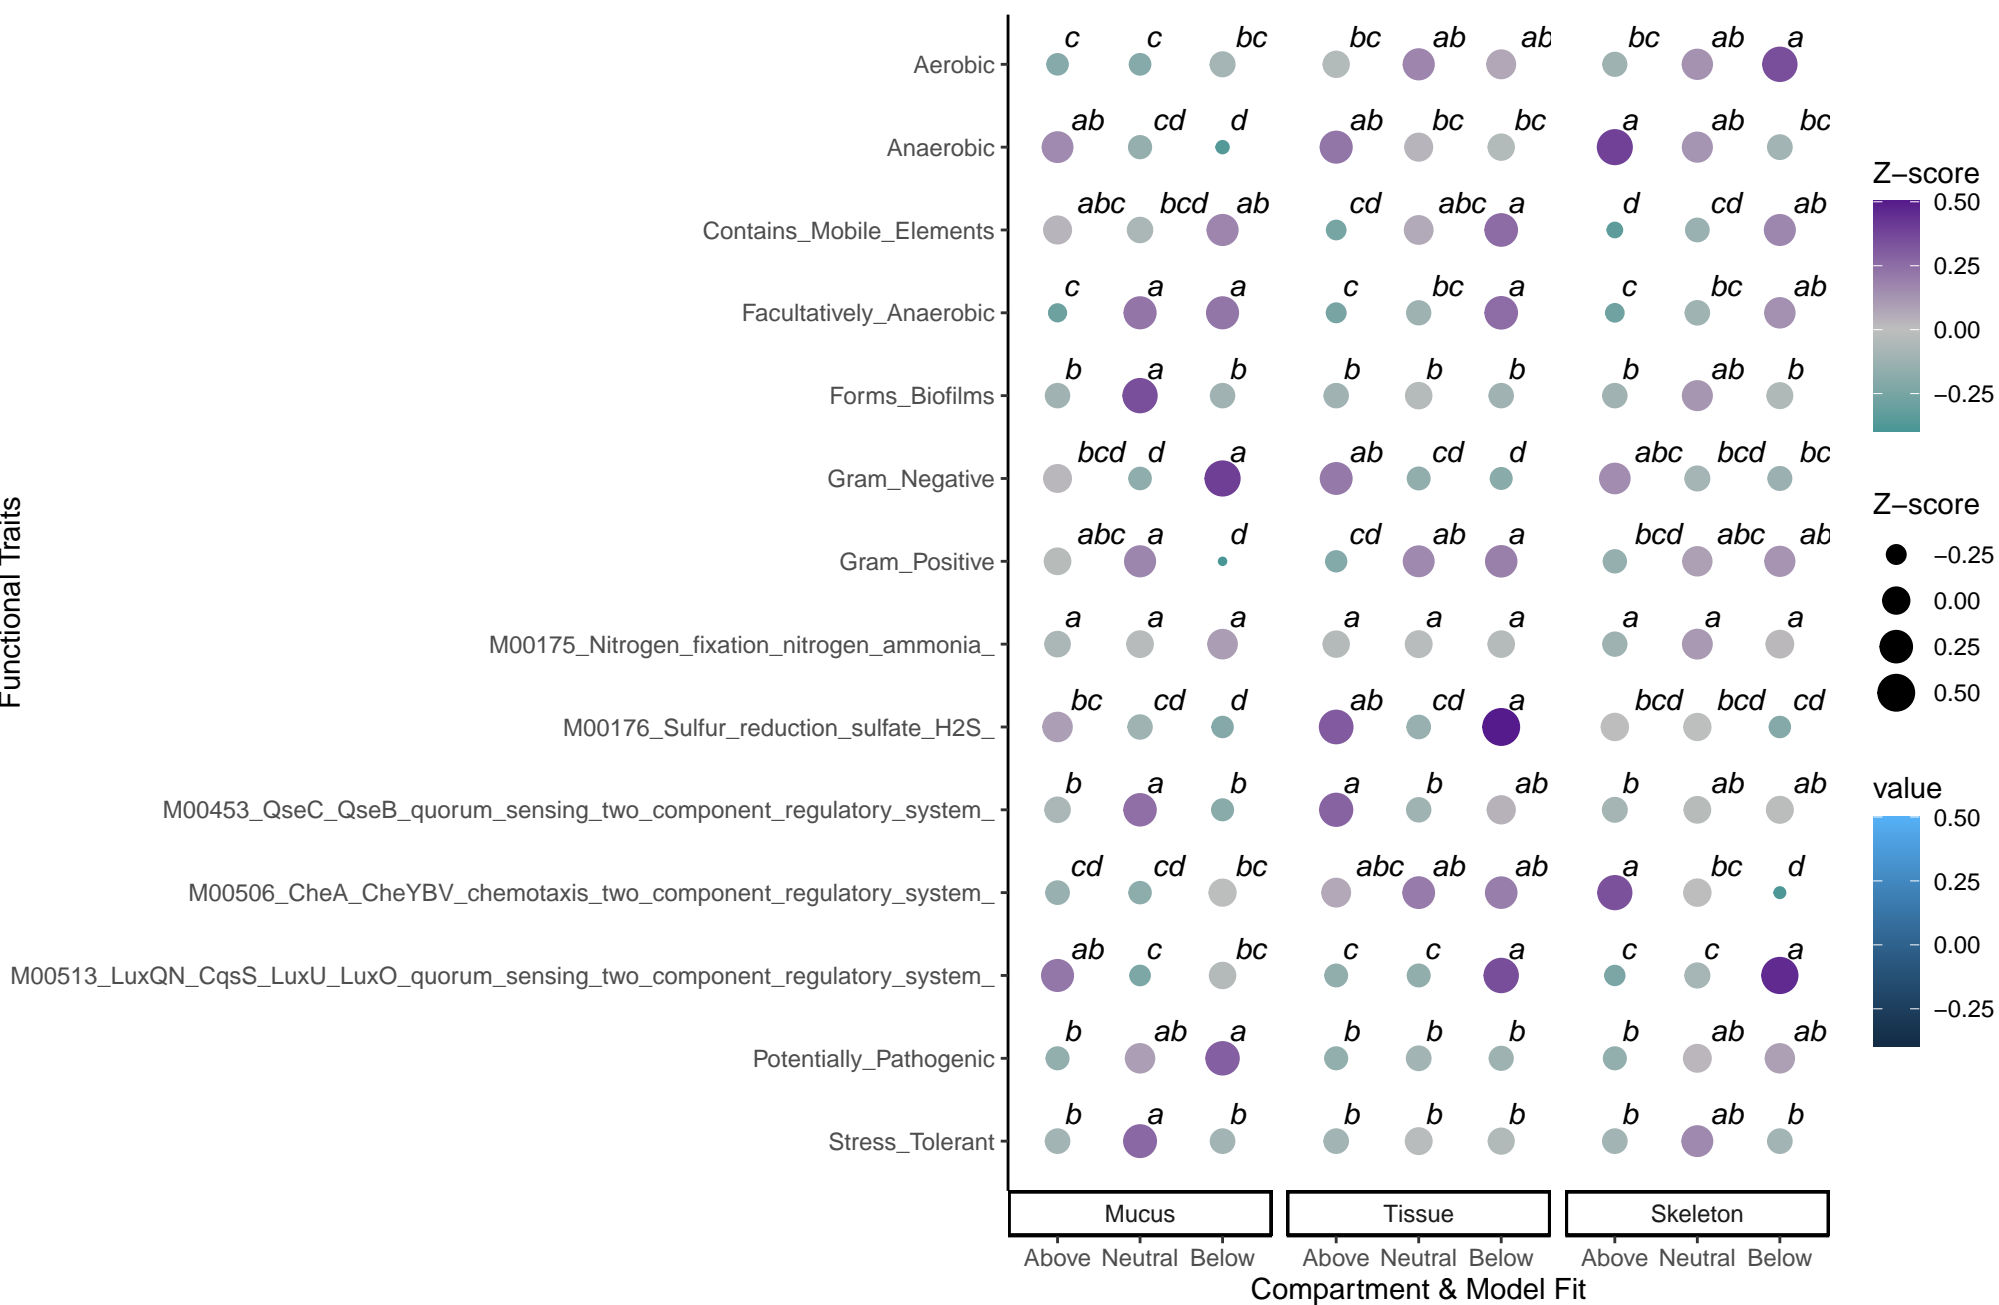 Functional Traits
Aerobic c c bc bc ab ab bc ab a
Anaerobic ab cd d ab bc bc a ab bc
Contains_Mobile_Elements abc bcd ab cd abc a d cd ab
Facultatively_Anaerobic c a a c bc a c bc ab
Forms_Biofilms b a b b b b b ab b
Gram_Negative bcd d a ab cd d abc bcd bc
Gram_Positive abc a d cd ab a bcd abc ab
M00175_Nitrogen_fixation_nitrogen_ammonia_ a a a a a a a a a
M00176_Sulfur_reduction_sulfate_H2S_ bc cd d ab cd a bcd bcd cd
M00453_QseC_QseB_quorum_sensing_two_component_regulatory_system_ b a b a b ab b ab ab
M00506_CheA_CheYBV_chemotaxis_two_component_regulatory_system_ cd cd bc abc ab ab a bc d
M00513_LuxQN_CqsS_LuxU_LuxO_quorum_sensing_two_component_regulatory_system_ ab c bc c c a c c a
Potentially_Pathogenic b ab a b b b b ab ab
Stress_Tolerant b a b b b b b ab b
Mucus Tissue Skeleton
Above Neutral Below Above Neutral Below Above Neutral Below
Compartment & Model Fit
Z−score
0.50
0.25
0.00
−0.25
Z−score
−0.25
0.00
0.25
0.50
value
0.50
0.25
0.00
−0.25